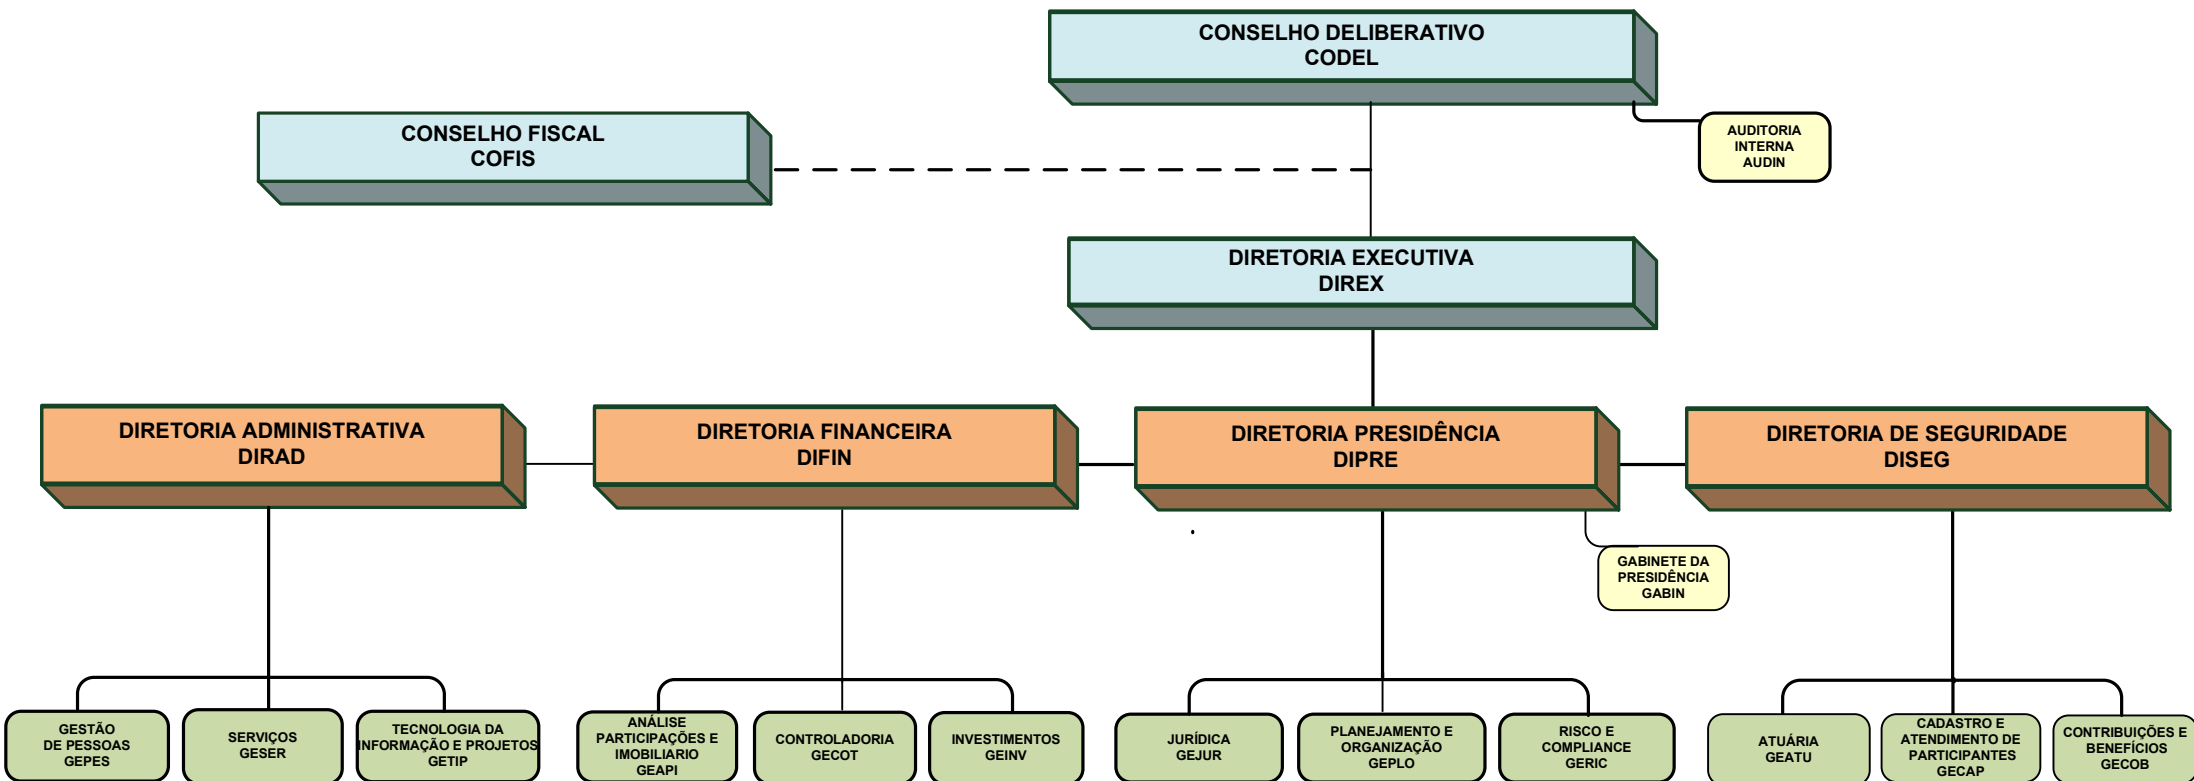 CONSELHO DELIBERATIVO
CODEL
CONSELHO FISCAL
COFIS
AUDITORIA
INTERNA
AUDIN
DIRETORIA EXECUTIVA
DIREX
DIRETORIA ADMINISTRATIVA
DIRAD
DIRETORIA FINANCEIRA
DIFIN
DIRETORIA PRESIDÊNCIA
DIPRE
DIRETORIA DE SEGURIDADE
DISEG
GABINETE DA
PRESIDÊNCIA
GABIN
GESTÃO
DE PESSOAS
GEPES
SERVIÇOS
GESER
TECNOLOGIA DA
INFORMAÇÃO E PROJETOS
GETIP
ANÁLISE
PARTICIPAÇÕES E
IMOBILIARIO
GEAPI
CONTROLADORIA
GECOT
INVESTIMENTOS
GEINV
JURÍDICA
GEJUR
PLANEJAMENTO E
ORGANIZAÇÃO
GEPLO
RISCO E
COMPLIANCE
GERIC
ATUÁRIA
GEATU
CADASTRO E
ATENDIMENTO DE
PARTICIPANTES
GECAP
CONTRIBUIÇÕES E
BENEFÍCIOS
GECOB